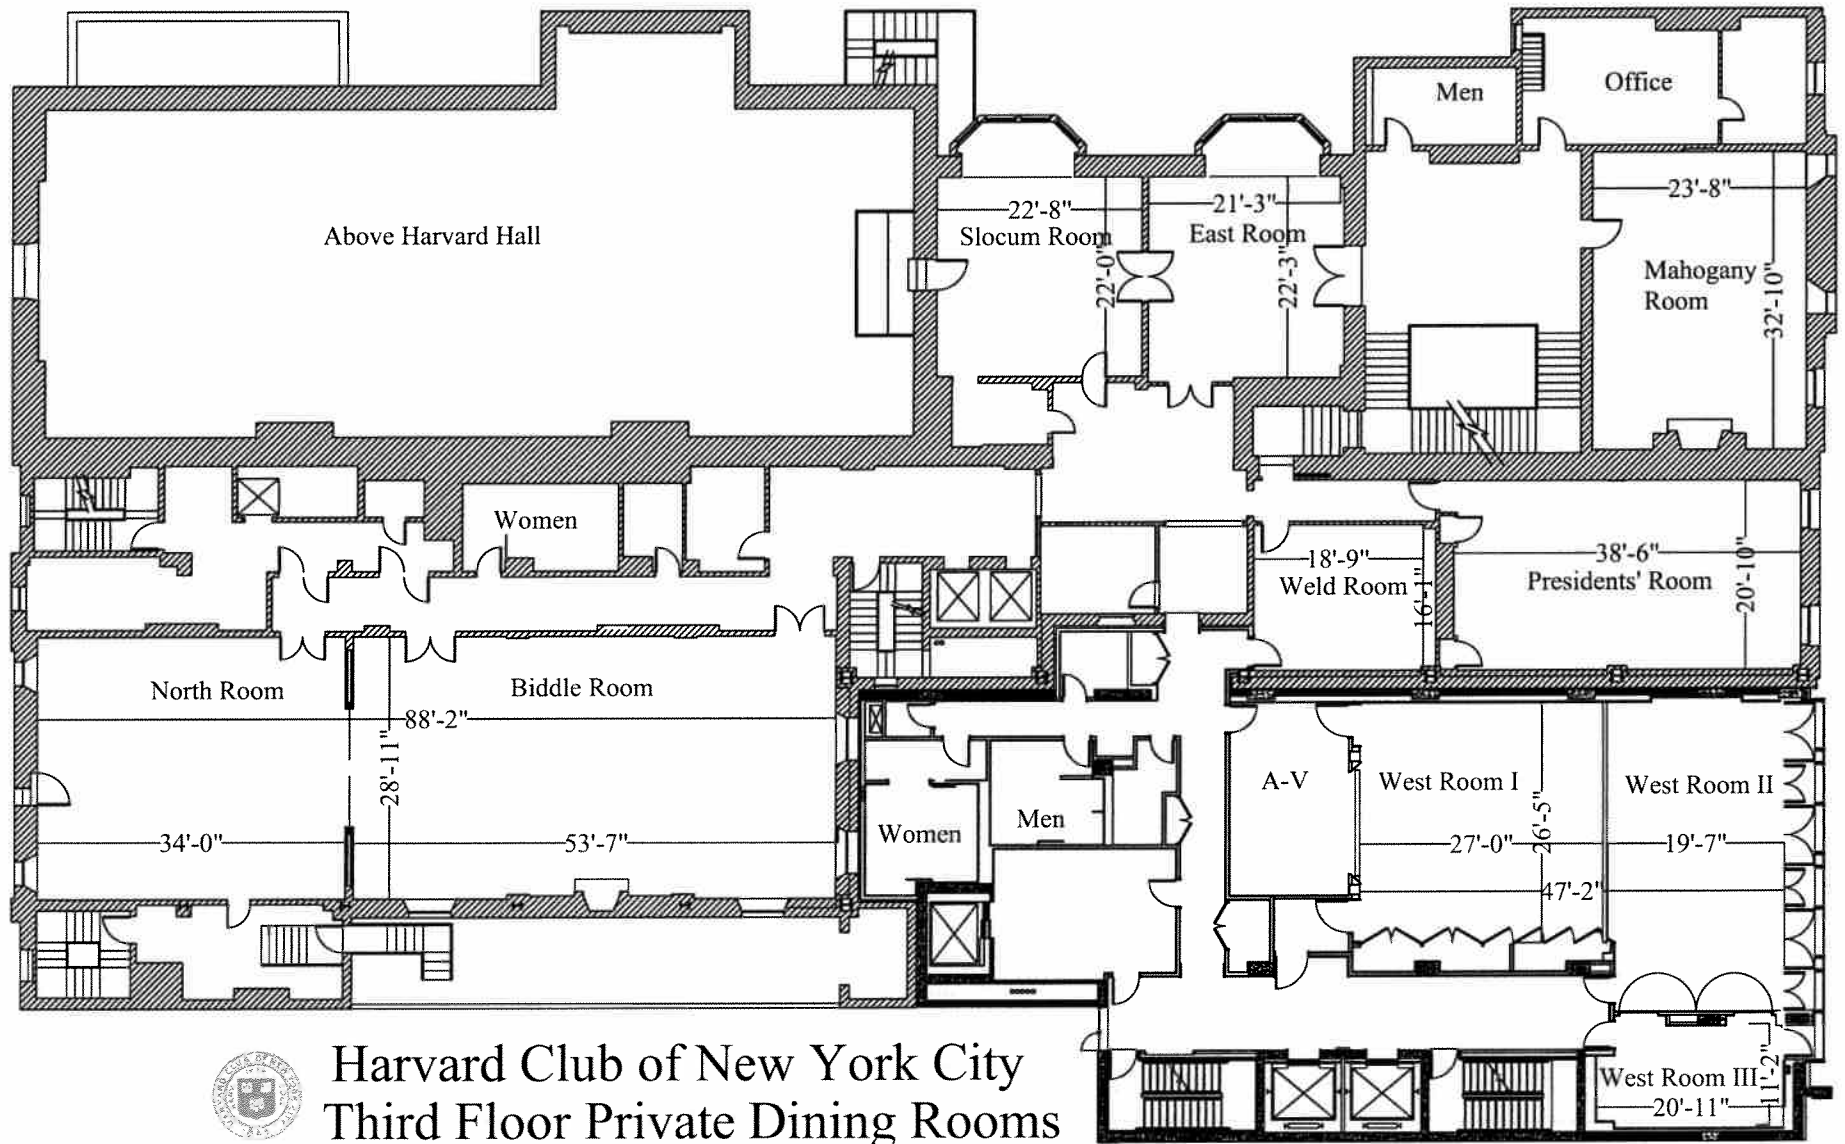 Men
Office
23'-8"
22'-8"
Slocum Room
22'-0"
21'-3"
East Room
22'-3"
Above Harvard Hall
Mahogany
Room
32'-10"
Women
18'-9"
Weld Room
16'-1"
38'-6"
Presidents' Room
20'-10"
North Room
Biddle Room
88'-2"
28'-11"
34'-0"
53'-7"
A-V
West Room I
26'-5"
27'-0"
47'-2"
West Room II
19'-7"
Women
Men
West Room III
11'-2"
20'-11"
Harvard Club of New York City
Third Floor Private Dining Rooms